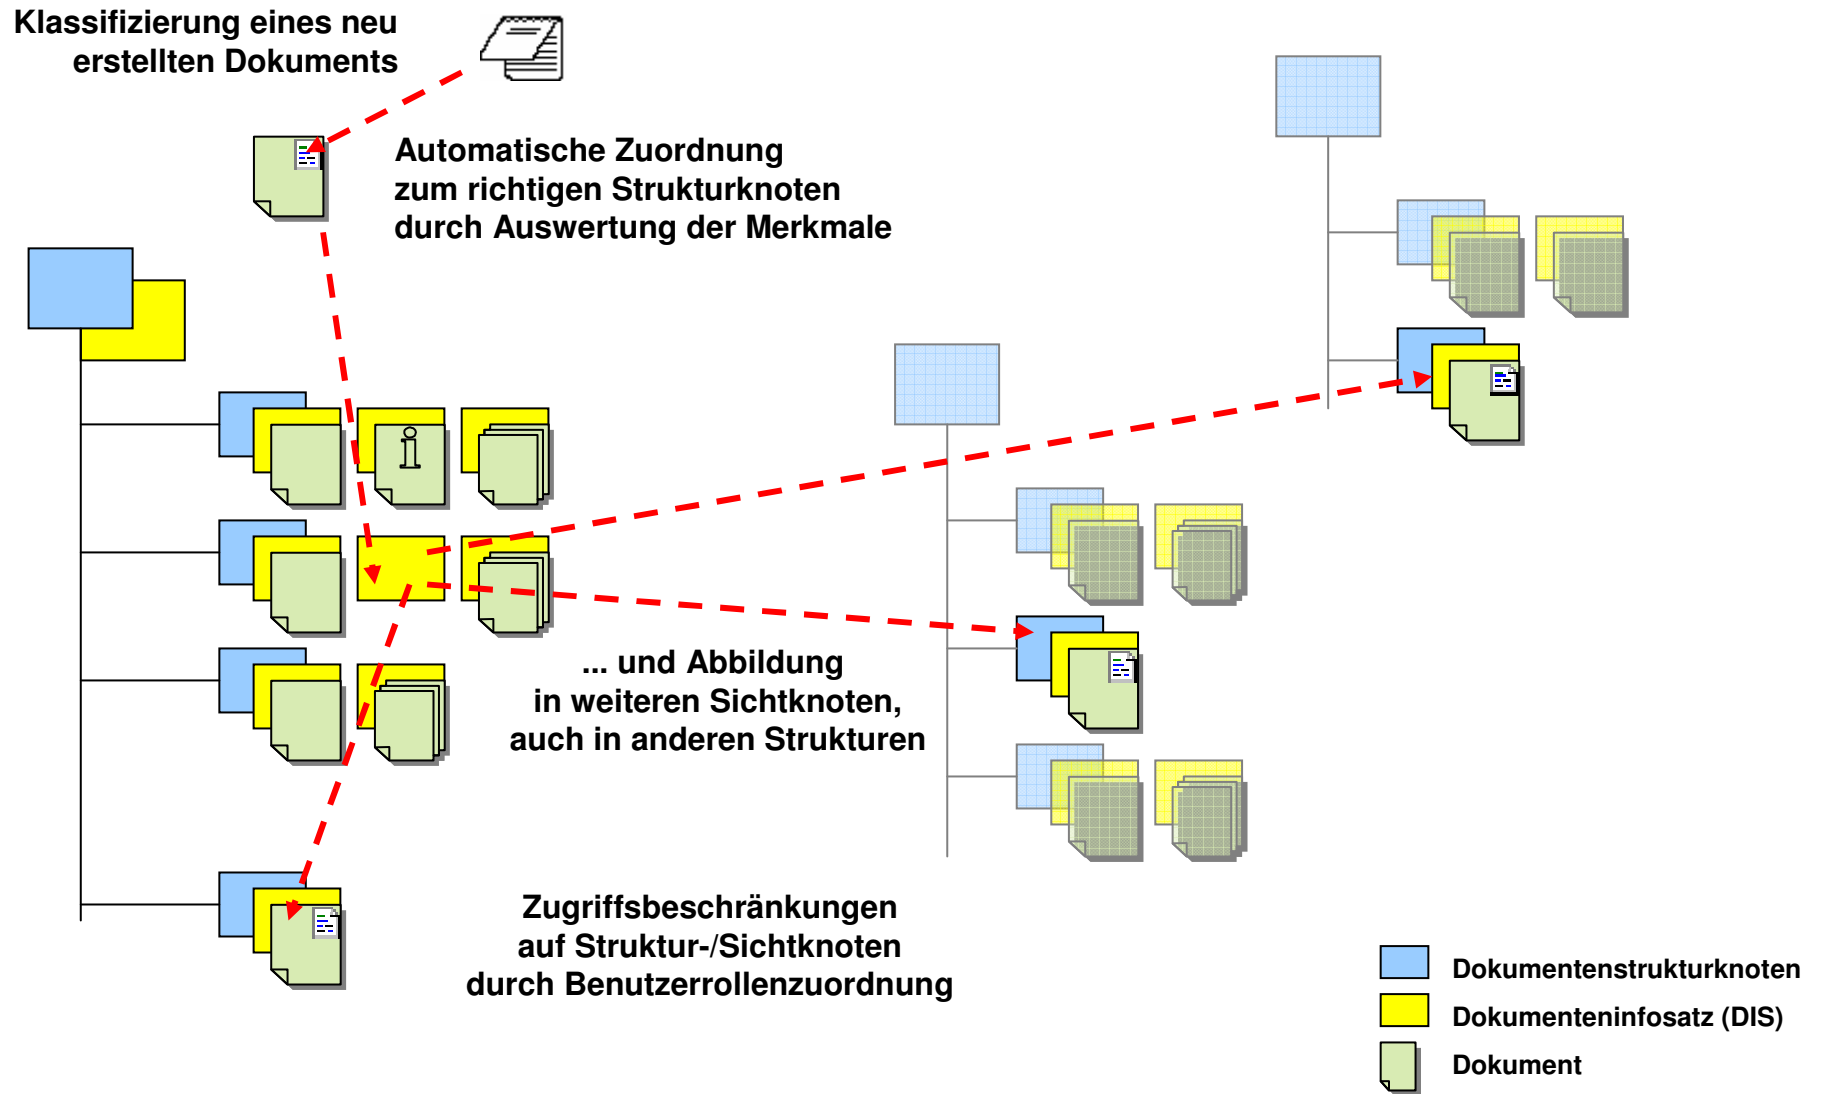 Klassifizierung eines neu
erstellten Dokuments
Automatische Zuordnung
zum richtigen Strukturknoten
durch Auswertung der Merkmale
i
... und Abbildung
in weiteren Sichtknoten,
auch in anderen Strukturen
Zugriffsbeschränkungen
auf Struktur-/Sichtknoten
durch Benutzerrollenzuordnung
Dokumentenstrukturknoten
Dokumenteninfosatz (DIS)
Dokument